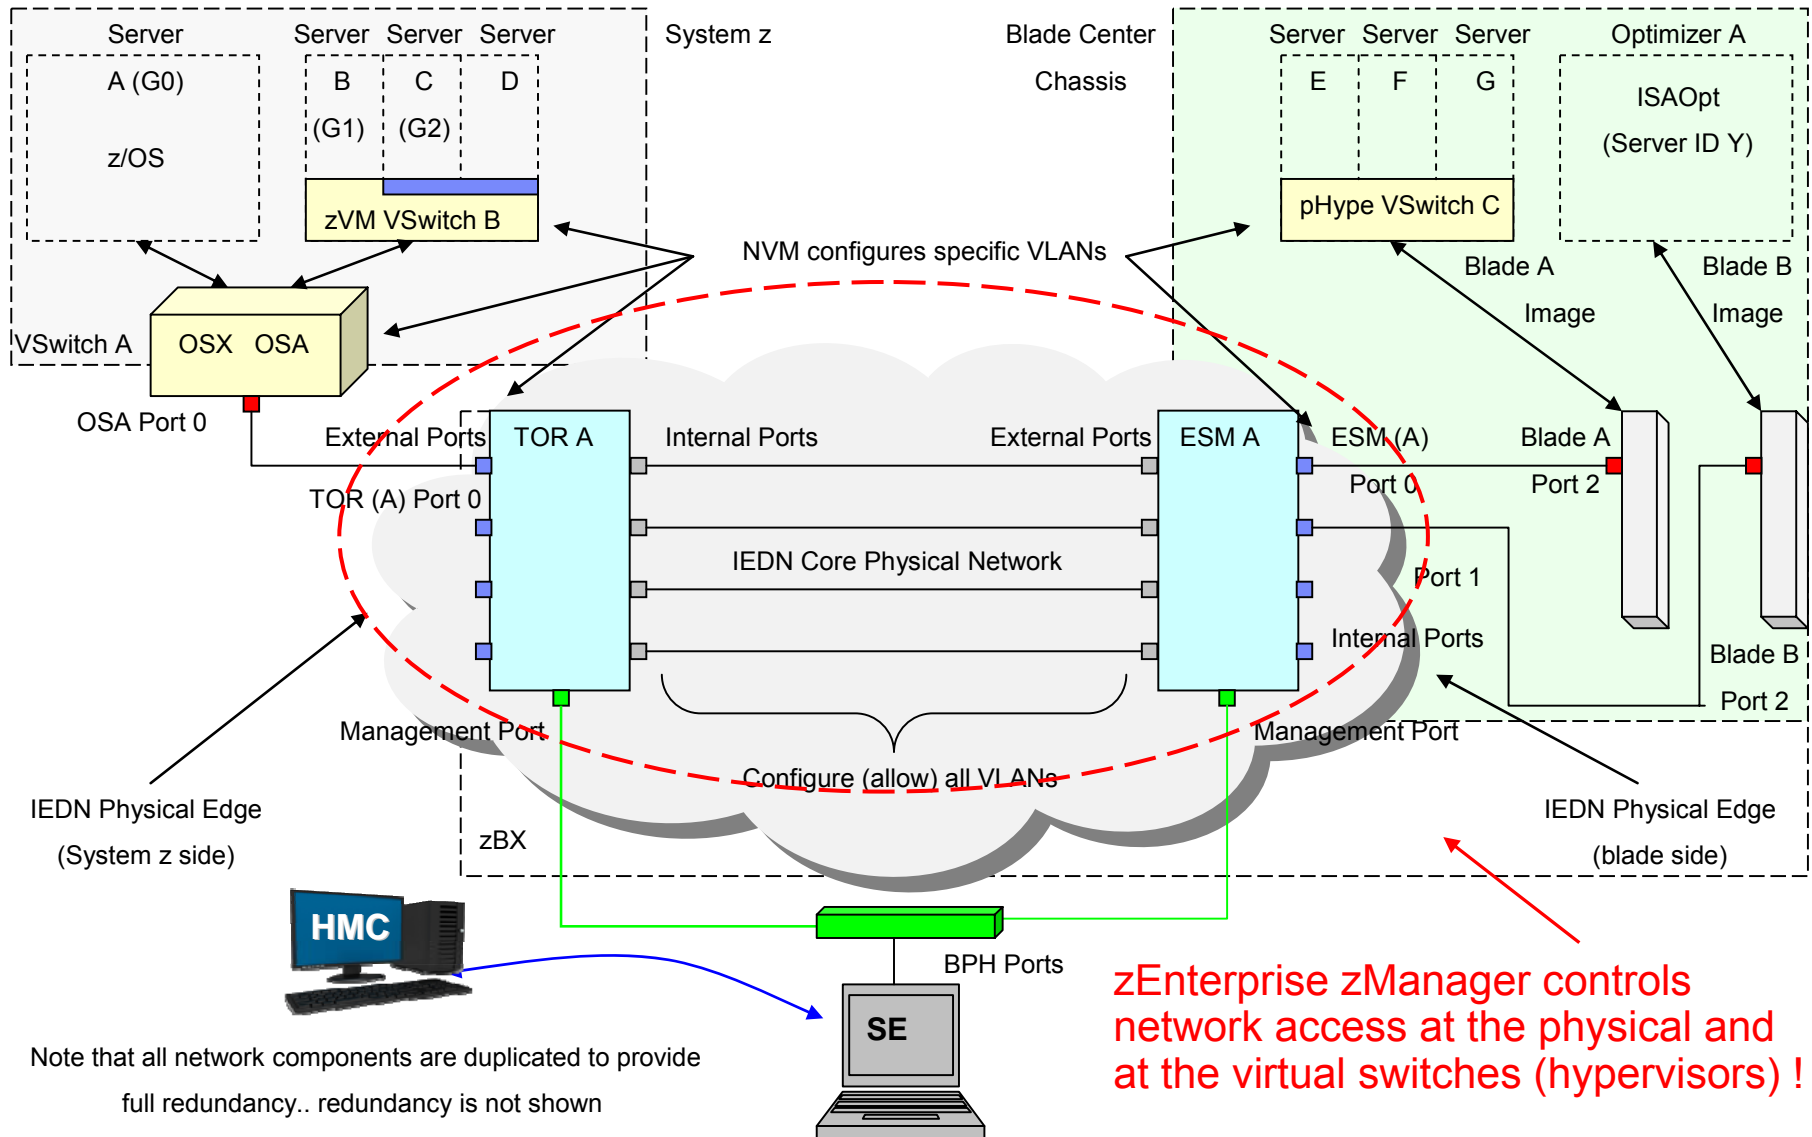 Server
Server
Server
Server
System z
Blade Center
Chassis
Server
Server
Server
Optimizer A
A (G0)
z/OS
B
(G1)
C
(G2)
D
E
F
G
ISAOpt
(Server ID Y)
zVM VSwitch B
pHype VSwitch C
NVM configures specific VLANs
Blade A
Image
Blade B
Image
VSwitch A
OSX OSA
OSA Port 0
External Ports
TOR A
Internal Ports
External Ports
ESM A
ESM (A)
Port 0
Blade A
Port 2
TOR (A) Port 0
IEDN Core Physical Network
Port 1
Internal Ports
Blade B
Port 2
Management Port
Management Port
Configure (allow) all VLANs
IEDN Physical Edge
(System z side)
zBX
IEDN Physical Edge
(blade side)
HMC
BPH Ports
SE
zEnterprise zManager controls
network access at the physical and
at the virtual switches (hypervisors) !
Note that all network components are duplicated to provide
full redundancy.. redundancy is not shown